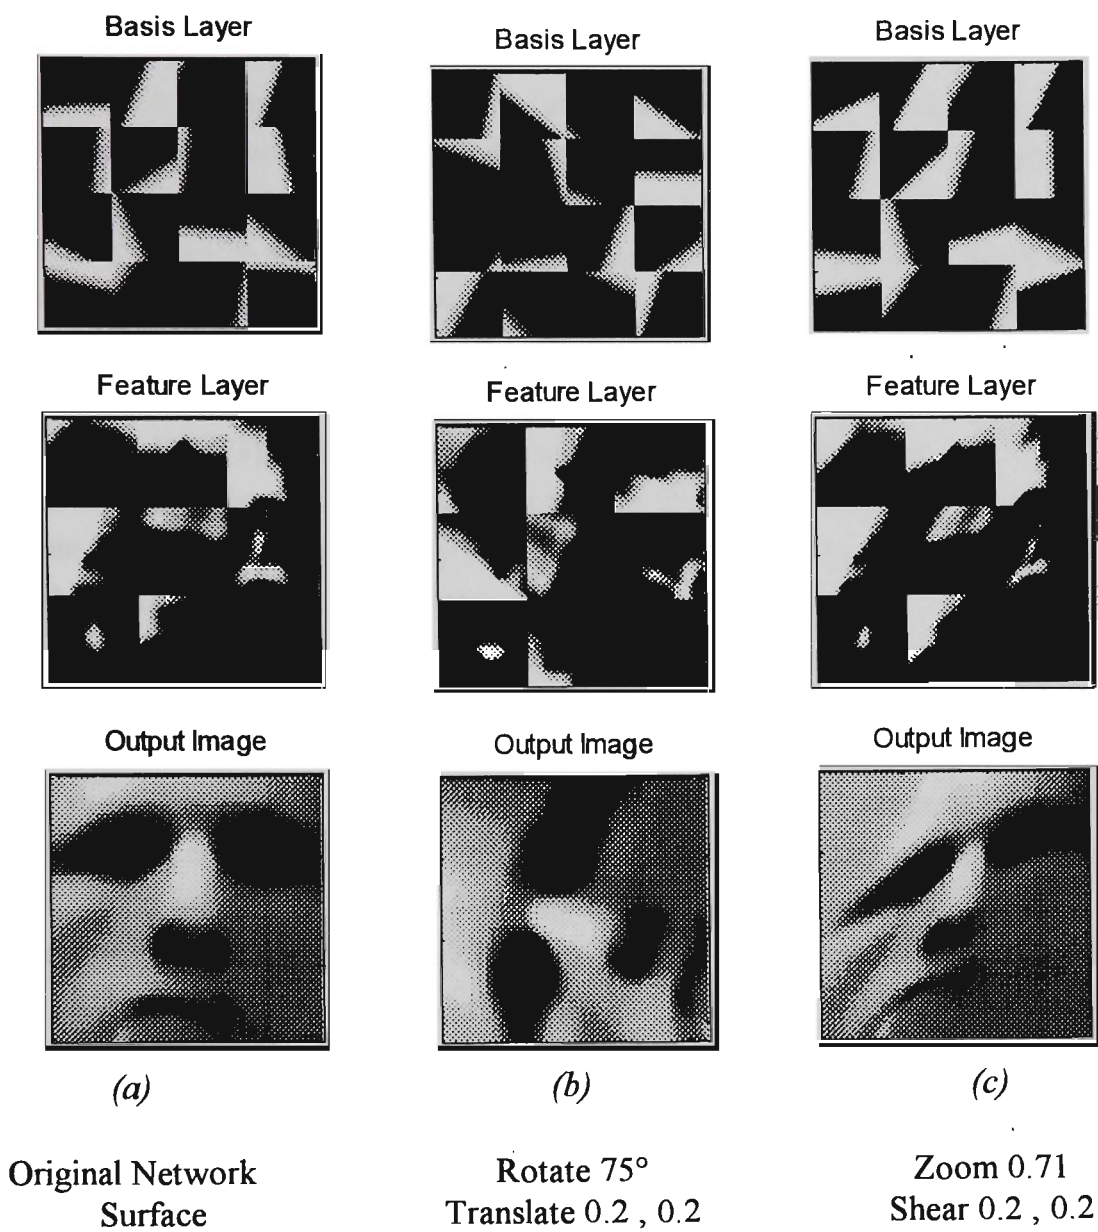 Basis Layer
Basis Layer
Basis Layer
Feature Layer
Feature Layer
Feature Layer
Output Image
Output Image
Output Image
(a)
(b)
(c)
Original Network
Surface
Rotate 75°
Translate 0.2 , 0.2
Zoom 0.71
Shear 0.2 , 0.2